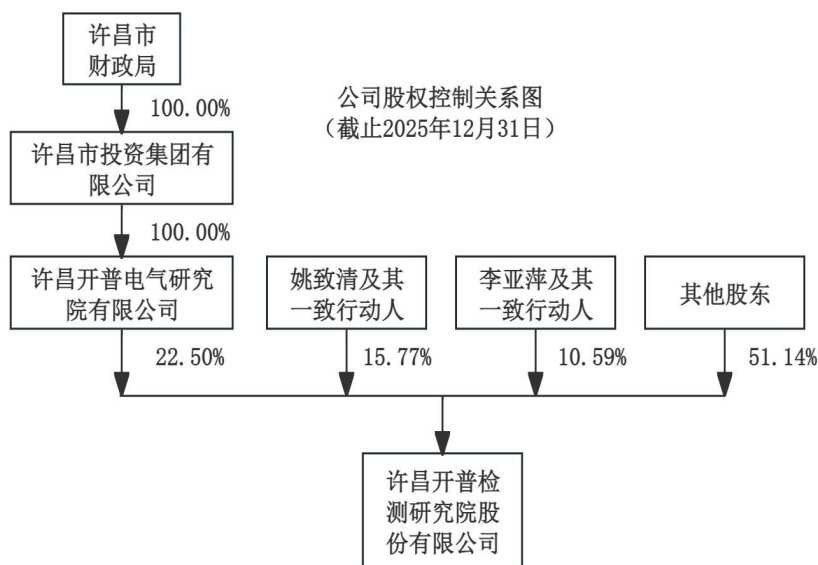 许昌市
财政局
100.00%
公司股权控制关系图
（截止2025年12月31日）
许昌市投资集团有
限公司
100.00%
许昌开普电气研究
院有限公司
姚致清及其
一致行动人
李亚萍及其
一致行动人
其他股东
22.50%
15.77%
10.59%
51.14%
许昌开普检
测研究院股
份有限公司